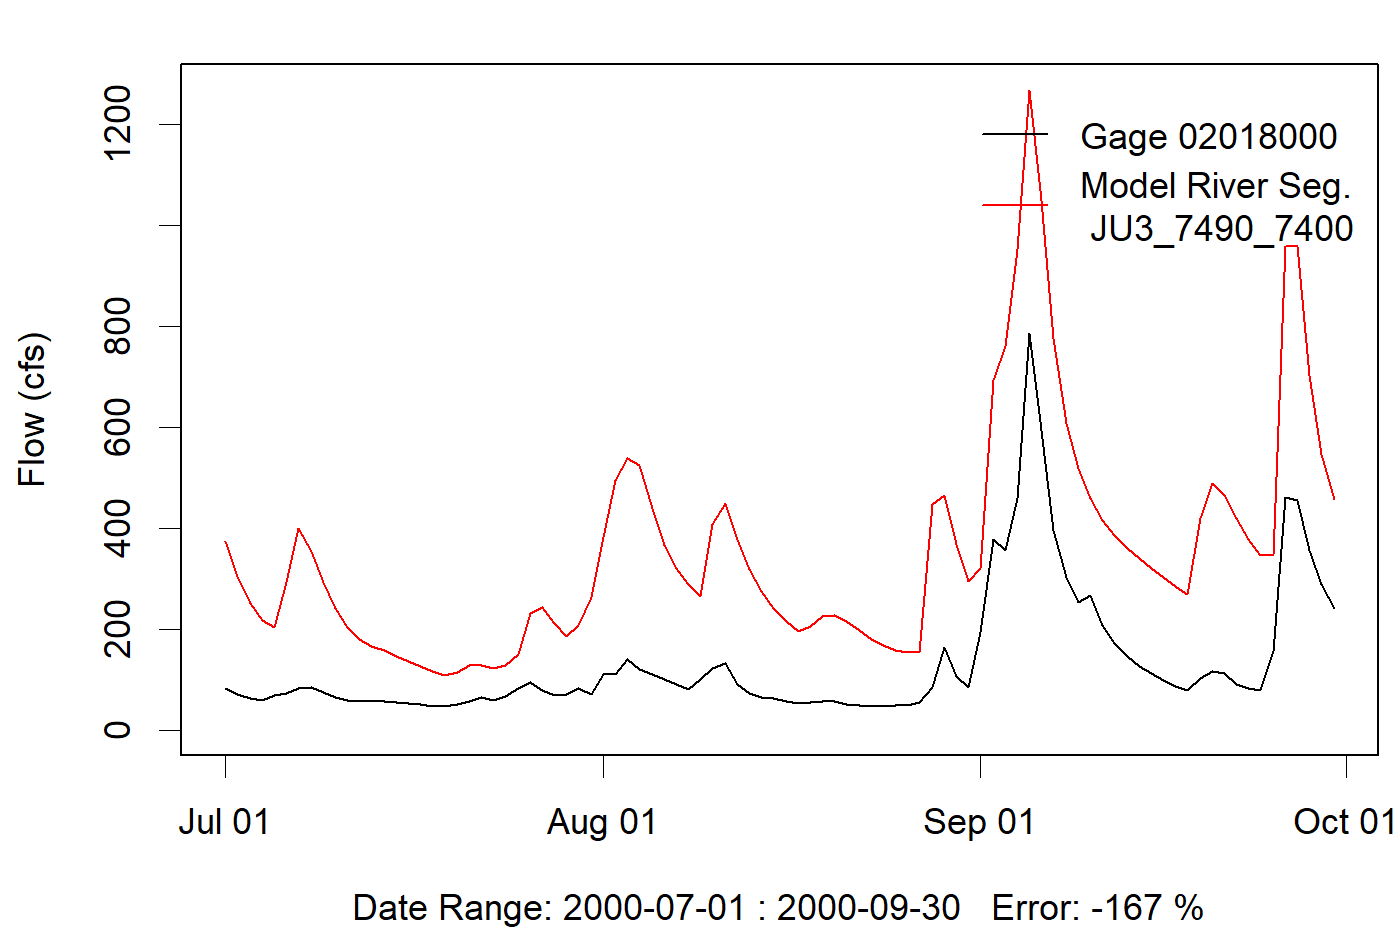 1200
800
600
400
200
0
Flow (cfs)
Gage 02018000
Model River Seg.
JU3_7490_7400
Jul 01
Aug 01
Sep 01
Oct 01
Date Range: 2000-07-01 : 2000-09-30 Error: -167 %